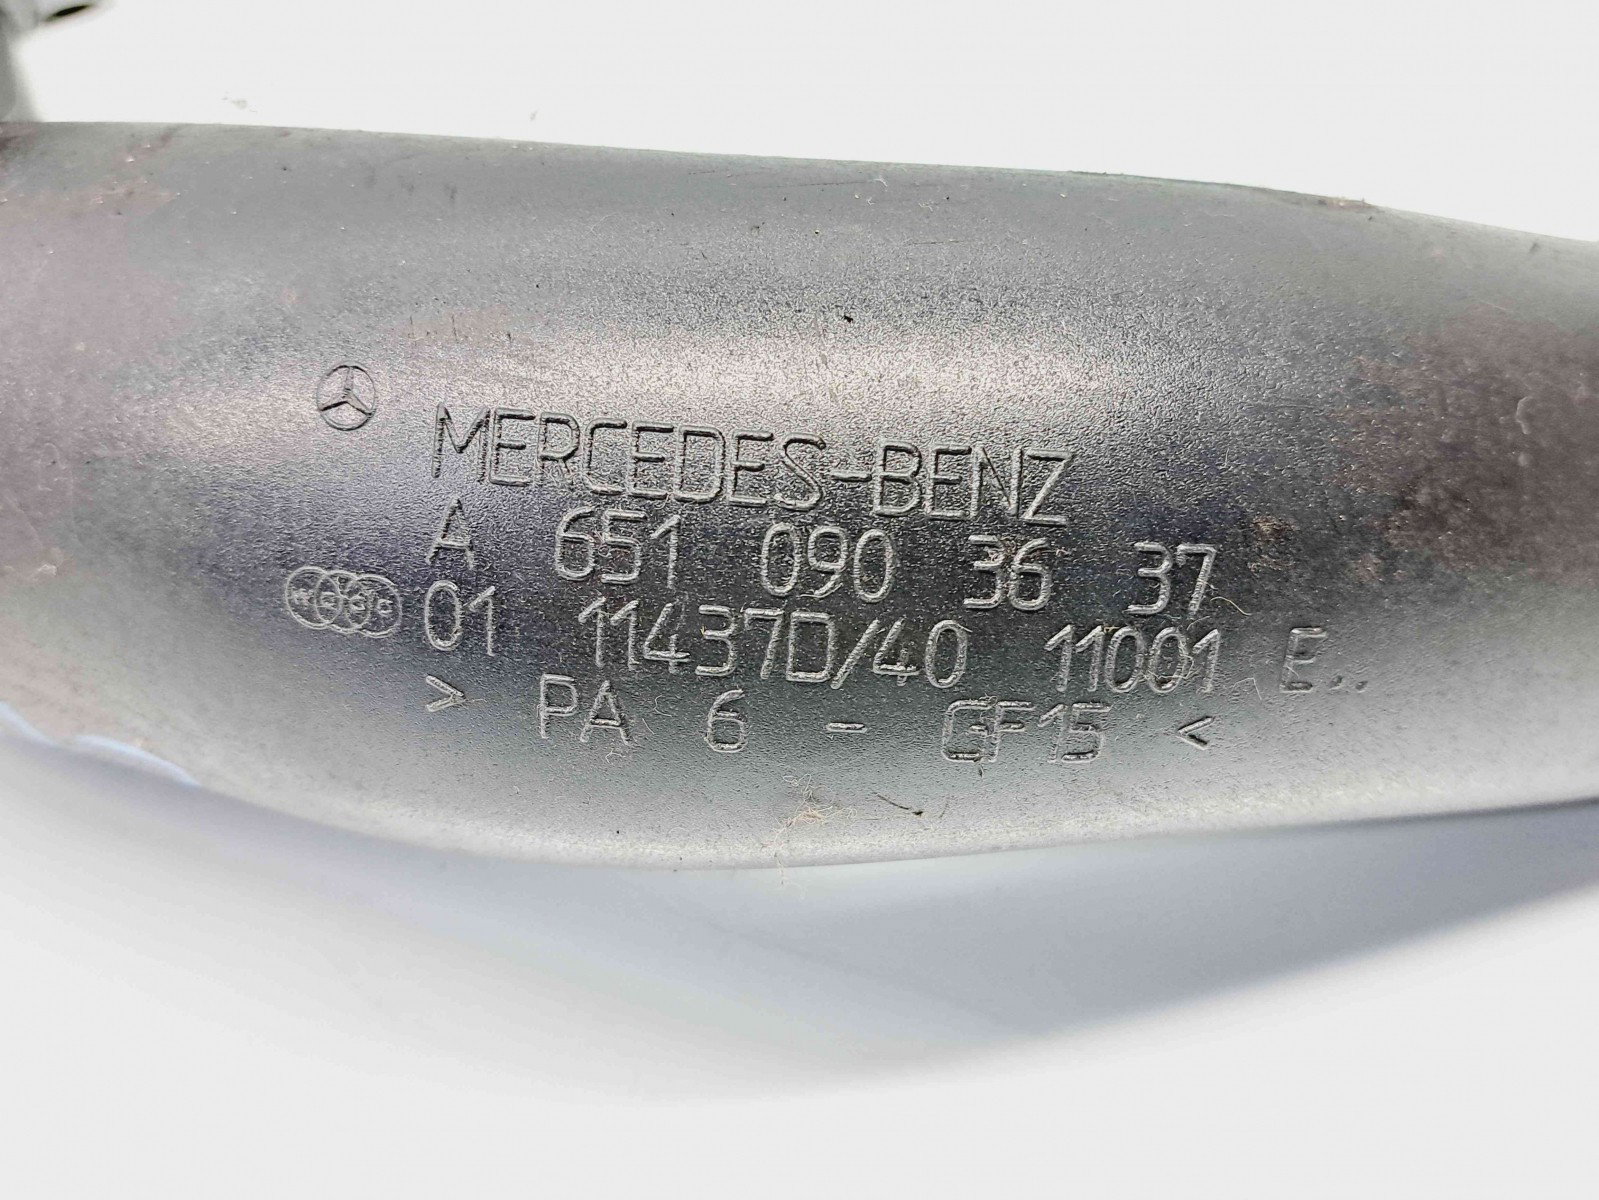 MERCEDES-BENZ
A 651 090 36 37
01 11437D/40 11001 E..
> PA 6 - GF15 <